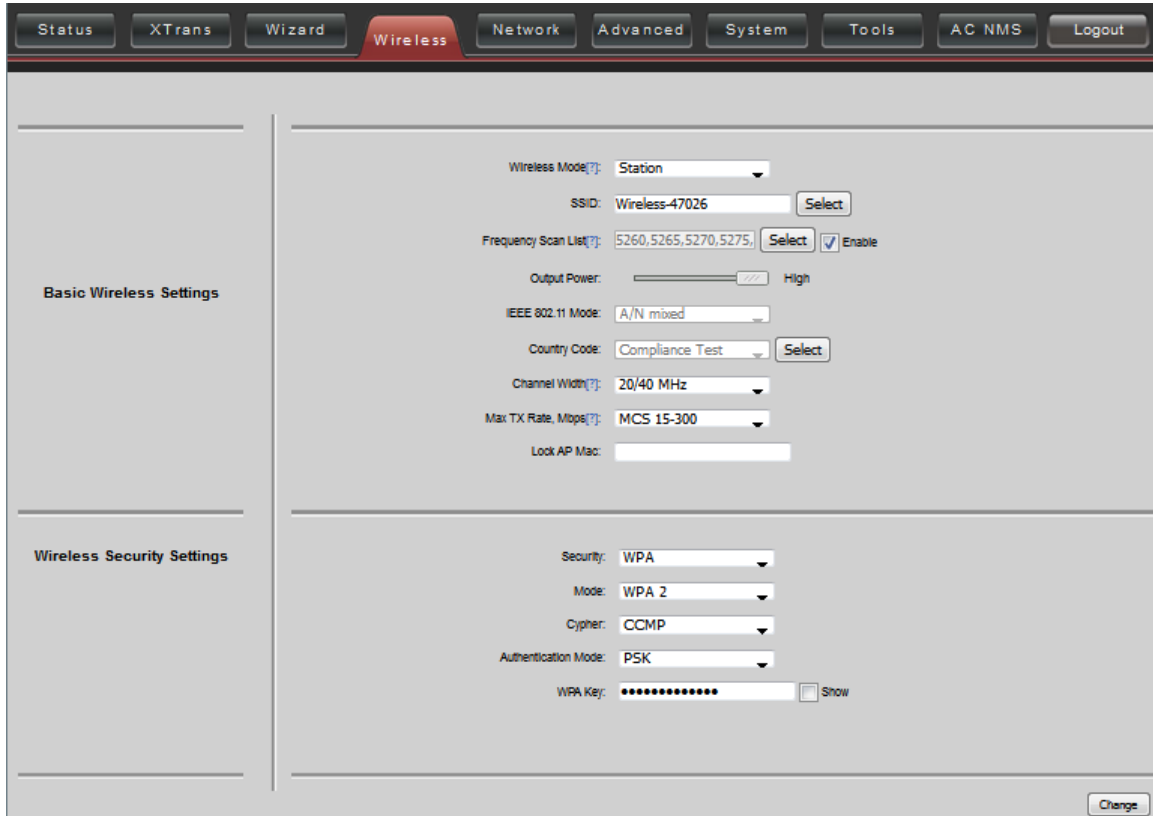 Status XTrans Wizard Wireless Network Advanced System Tools AC NMS Logout
Basic Wireless Settings
Wireless Mode[?]: Station
SSID: Wireless-47026 Select
Frequency Scan List[?]: 5260,5265,5270,5275, Select Enable
Output Power: High
IEEE 802.11 Mode: A/N mixed
Country Code: Compliance Test Select
Channel Width[?]: 20/40 MHz
Max TX Rate, Mbps[?]: MCS 15-300
Lock AP Mac:
Wireless Security Settings
Security: WPA
Mode: WPA 2
Cypher: CCMP
Authentication Mode: PSK
WPA Key: ••••••••••••• Show
Change